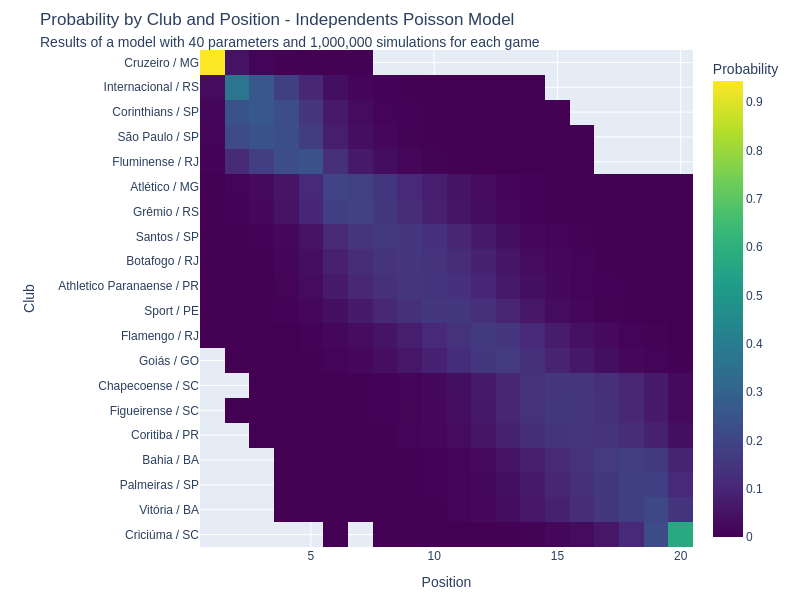 Probability by Club and Position - Independents Poisson Model
Results of a model with 40 parameters and 1,000,000 simulations for each game
Probability
Club
Cruzeiro / MG
Internacional / RS
Corinthians / SP
São Paulo / SP
Fluminense / RJ
Atlético / MG
Grêmio / RS
Santos / SP
Botafogo / RJ
Athletico Paranaense / PR
Sport / PE
Flamengo / RJ
Goiás / GO
Chapecoense / SC
Figueirense / SC
Coritiba / PR
Bahia / BA
Palmeiras / SP
Vitória / BA
Criciúma / SC
0.9
0.8
0.7
0.6
0.5
0.4
0.3
0.2
0.1
0
5 10 15 20
Position